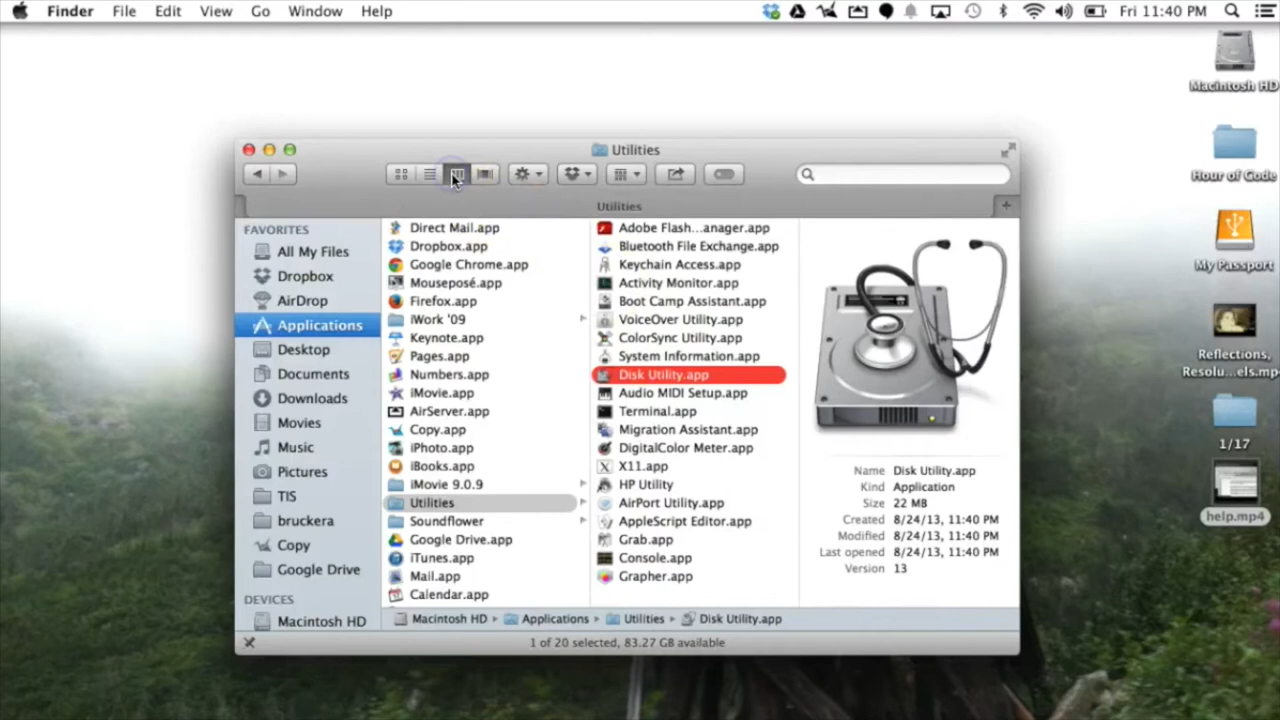 Finder File Edit View Go Window Help Fri 11:40 PM
Macintosh HD
Hour of Code
My Passport
Reflections,
Resolu...els.mp4
1/17
help.mp4
Utilities
Utilities
FAVORITES
All My Files
Dropbox
AirDrop
Applications
Desktop
Documents
Downloads
Movies
Music
Pictures
TIS
bruckera
Copy
Google Drive
DEVICES
Macintosh HD
Direct Mail.app
Dropbox.app
Google Chrome.app
Mouseposé.app
Firefox.app
iWork '09
Keynote.app
Pages.app
Numbers.app
iMovie.app
AirServer.app
Copy.app
iPhoto.app
iBooks.app
iMovie 9.0.9
Utilities
Soundflower
Google Drive.app
iTunes.app
Mail.app
Calendar.app
Adobe Flash...anager.app
Bluetooth File Exchange.app
Keychain Access.app
Activity Monitor.app
Boot Camp Assistant.app
VoiceOver Utility.app
ColorSync Utility.app
System Information.app
Disk Utility.app
Audio MIDI Setup.app
Terminal.app
Migration Assistant.app
DigitalColor Meter.app
X11.app
HP Utility
AirPort Utility.app
AppleScript Editor.app
Grab.app
Console.app
Grapher.app
Name Disk Utility.app
Kind Application
Size 22 MB
Created 8/24/13, 11:40 PM
Modified 8/24/13, 11:40 PM
Last opened 8/24/13, 11:40 PM
Version 13
Macintosh HD Applications Utilities Disk Utility.app
1 of 20 selected, 83.27 GB available